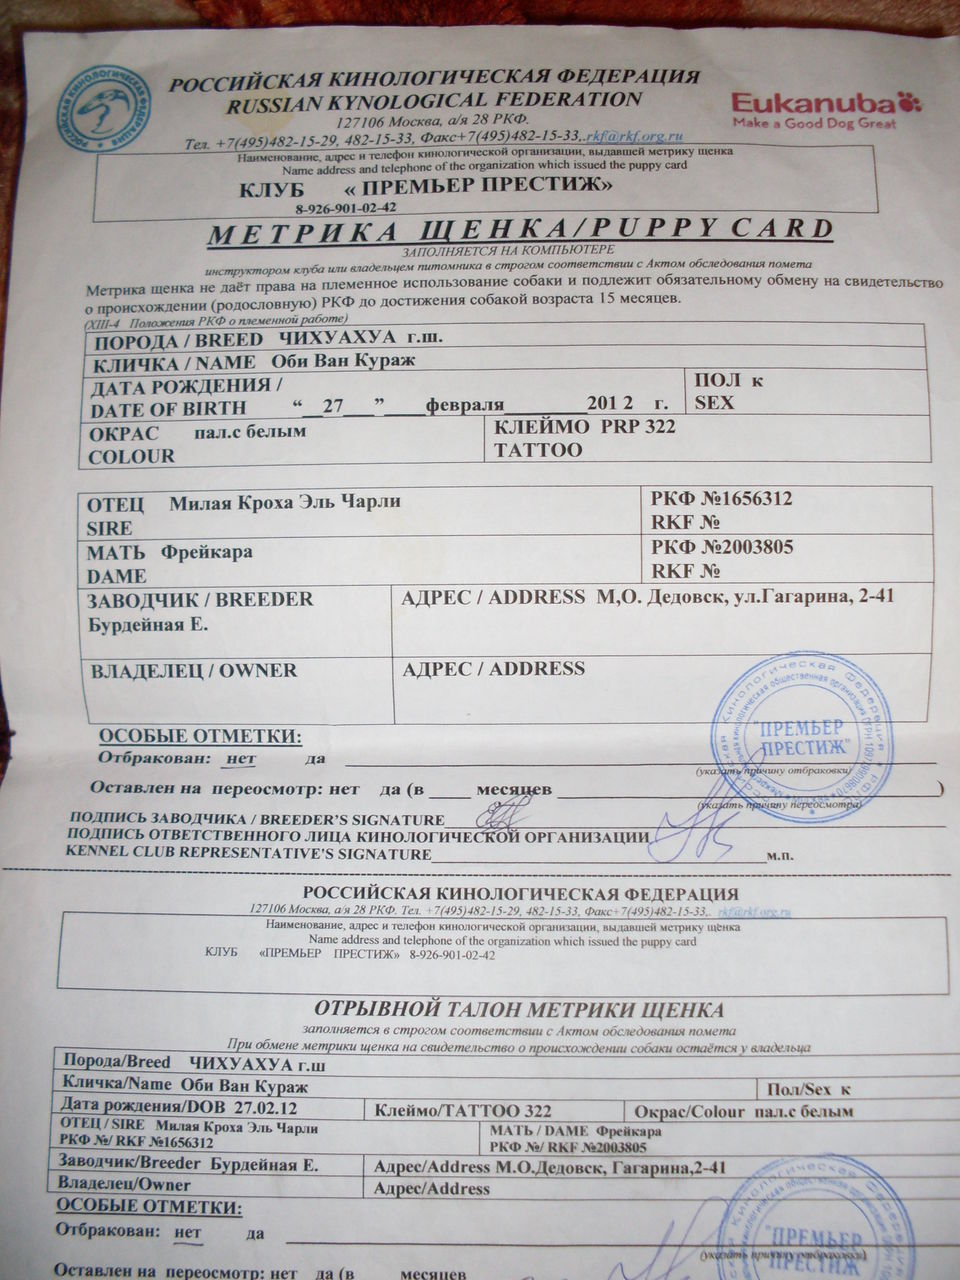 РОССИЙСКАЯ КИНОЛОГИЧЕСКАЯ ФЕДЕРАЦИЯ
RUSSIAN KYNOLOGICAL FEDERATION
127106 Москва, а/я 28 РКФ.
Тел. +7(495)482-15-29, 482-15-33, Факс+7(495)482-15-33,.rkf@rkf.org.ru
Eukanuba
Make a Good Dog Great
Наименование, адрес и телефон кинологической организации, выдавшей метрику щенка
Name address and telephone of the organization which issued the puppy card
КЛУБ « ПРЕМЬЕР ПРЕСТИЖ»
8-926-901-02-42
МЕТРИКА ЩЕНКА/PUPPY CARD
ЗАПОЛНЯЕТСЯ НА КОМПЬЮТЕРЕ
инструктором клуба или владельцем питомника в строгом соответствии с Актом обследования помета
Метрика щенка не даёт права на племенное использование собаки и подлежит обязательному обмену на свидетельство
о происхождении (родословную) РКФ до достижения собакой возраста 15 месяцев.
(XIII-4 Положения РКФ о племенной работе)
ПОРОДА / BREED ЧИХУАХУА г.ш.
КЛИЧКА / NAME Оби Ван Кураж
ДАТА РОЖДЕНИЯ / ПОЛ к
DATE OF BIRTH “__27___”____февраля________201 2 г. SEX
ОКРАС пал.с белым КЛЕЙМО PRP 322
COLOUR TATTOO
ОТЕЦ Милая Кроха Эль Чарли РКФ №1656312
SIRE RKF №
МАТЬ Фрейкара РКФ №2003805
DAME RKF №
ЗАВОДЧИК / BREEDER АДРЕС / ADDRESS М,О. Дедовск, ул.Гагарина, 2-41
Бурдейная Е.
ВЛАДЕЛЕЦ / OWNER АДРЕС / ADDRESS
"ПРЕМЬЕР
ПРЕСТИЖ"
ОСОБЫЕ ОТМЕТКИ:
Отбракован: нет да
(указать причину отбраковки)
Оставлен на переосмотр: нет да (в ____ месяцев )
(указать причину переосмотра)
ПОДПИСЬ ЗАВОДЧИКА / BREEDER'S SIGNATURE
ПОДПИСЬ ОТВЕТСТВЕННОГО ЛИЦА КИНОЛОГИЧЕСКОЙ ОРГАНИЗАЦИИ
KENNEL CLUB REPRESENTATIVE'S SIGNATURE м.п.
РОССИЙСКАЯ КИНОЛОГИЧЕСКАЯ ФЕДЕРАЦИЯ
127106 Москва, а/я 28 РКФ. Тел. +7(495)482-15-29, 482-15-33, Факс+7(495)482-15-33,. rkf@rkf.org.ru
Наименование, адрес и телефон кинологической организации, выдавшей метрику щенка
Name address and telephone of the organization which issued the puppy card
КЛУБ «ПРЕМЬЕР ПРЕСТИЖ» 8-926-901-02-42
ОТРЫВНОЙ ТАЛОН МЕТРИКИ ЩЕНКА
заполняется в строгом соответствии с Актом обследования помета
При обмене метрики щенка на свидетельство о происхождении собаки остаётся у владельца
Порода/Breed ЧИХУАХУА г.ш
Кличка/Name Оби Ван Кураж Пол/Sex к
Дата рождения/DOB 27.02.12 Клеймо/TATTOO 322 Окрас/Colour пал.с белым
ОТЕЦ / SIRE Милая Кроха Эль Чарли МАТЬ / DAME Фрейкара
РКФ №/ RKF №1656312 РКФ №/ RKF №2003805
Заводчик/Breeder Бурдейная Е. Адрес/Address М.О.Дедовск, Гагарина,2-41
Владелец/Owner Адрес/Address
ОСОБЫЕ ОТМЕТКИ:
Отбракован: нет да
(указать причину отбраковки)
"ПРЕМЬЕР
ПРЕСТИЖ
Оставлен на переосмотр: нет да (в месяцев